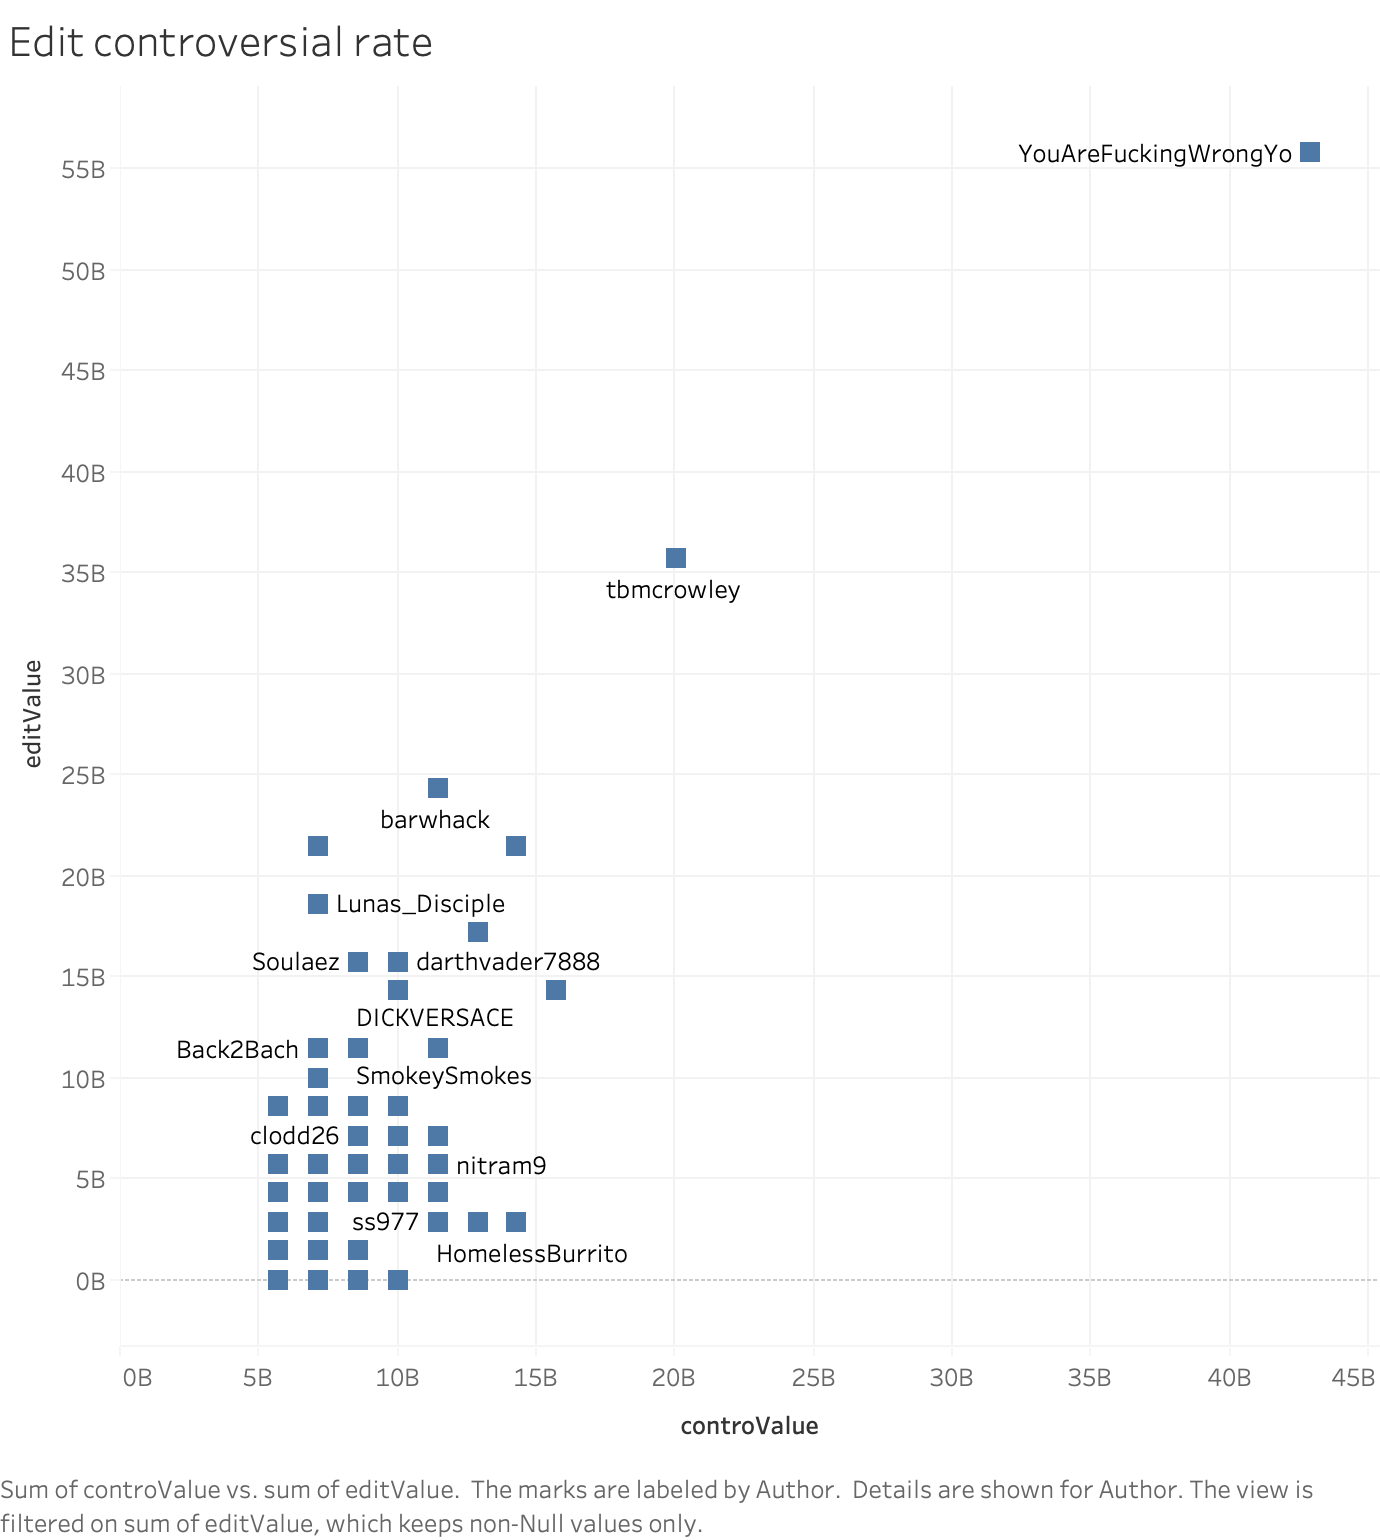 Edit controversial rate
YouAreFuckingWrongYo
55B
50B
45B
40B
35B
tbmcrowley
30B
editValue
25B
barwhack
20B
Lunas_Disciple
Soulaez
darthvader7888
15B
DICKVERSACE
Back2Bach
SmokeySmokes
10B
clodd26
nitram9
5B
ss977
HomelessBurrito
0B
0B 5B 10B 15B 20B 25B 30B 35B 40B 45B
controValue
Sum of controValue vs. sum of editValue.  The marks are labeled by Author.  Details are shown for Author. The view is
filtered on sum of editValue, which keeps non-Null values only.